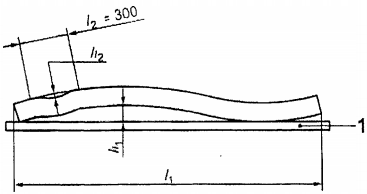 l₂ = 300
h₂
h₁
1
l₁